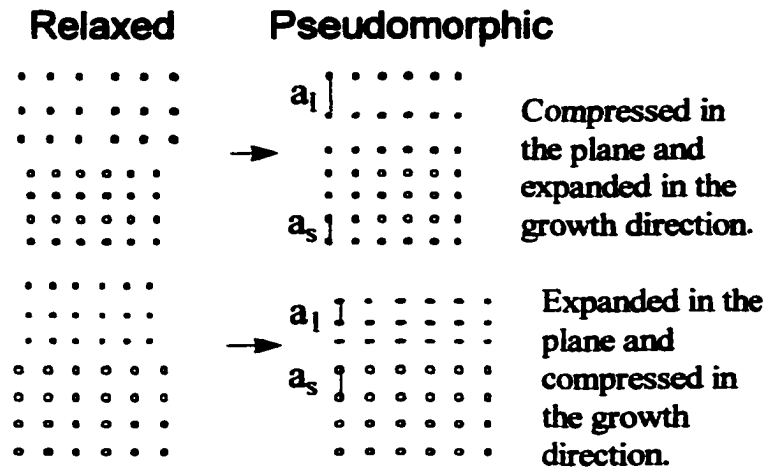 Relaxed Pseudomorphic
a_l
Compressed in
the plane and
expanded in the
growth direction.
a_s
Expanded in the
plane and
compressed in
the growth
direction.
a_l
a_s